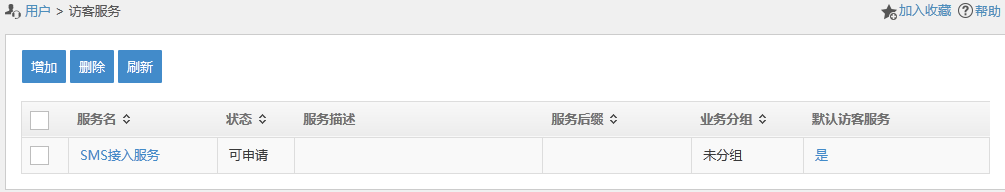 用户 > 访客服务 加入收藏 帮助
增加 删除 刷新
服务名 状态 服务描述 服务后缀 业务分组 默认访客服务
SMS接入服务 可申请 未分组 是